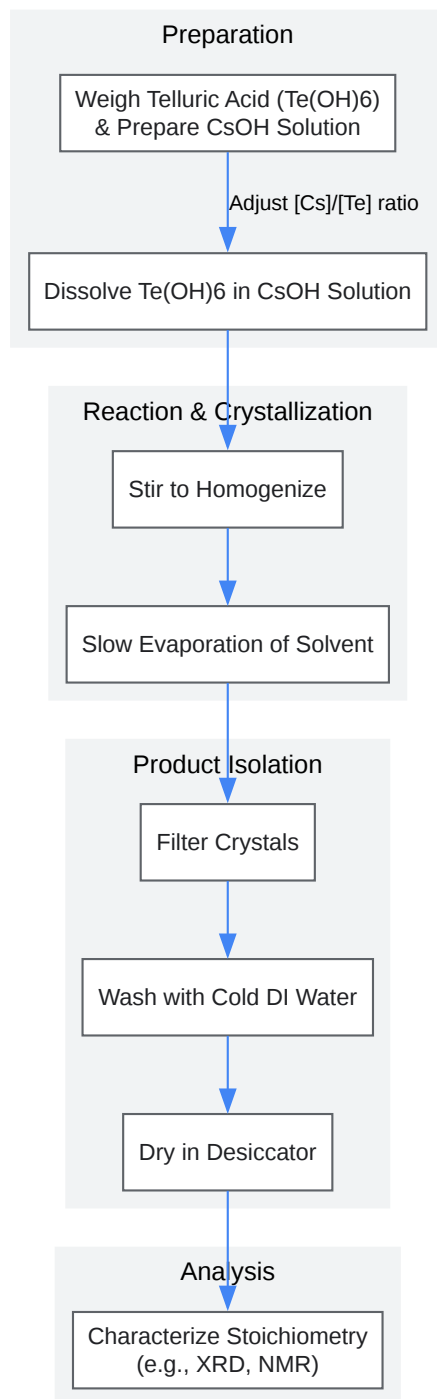 Preparation
Weigh Telluric Acid (Te(OH)6)
& Prepare CsOH Solution
Adjust [Cs]/[Te] ratio
Dissolve Te(OH)6 in CsOH Solution
Reaction & Crystallization
Stir to Homogenize
Slow Evaporation of Solvent
Product Isolation
Filter Crystals
Wash with Cold DI Water
Dry in Desiccator
Analysis
Characterize Stoichiometry
(e.g., XRD, NMR)